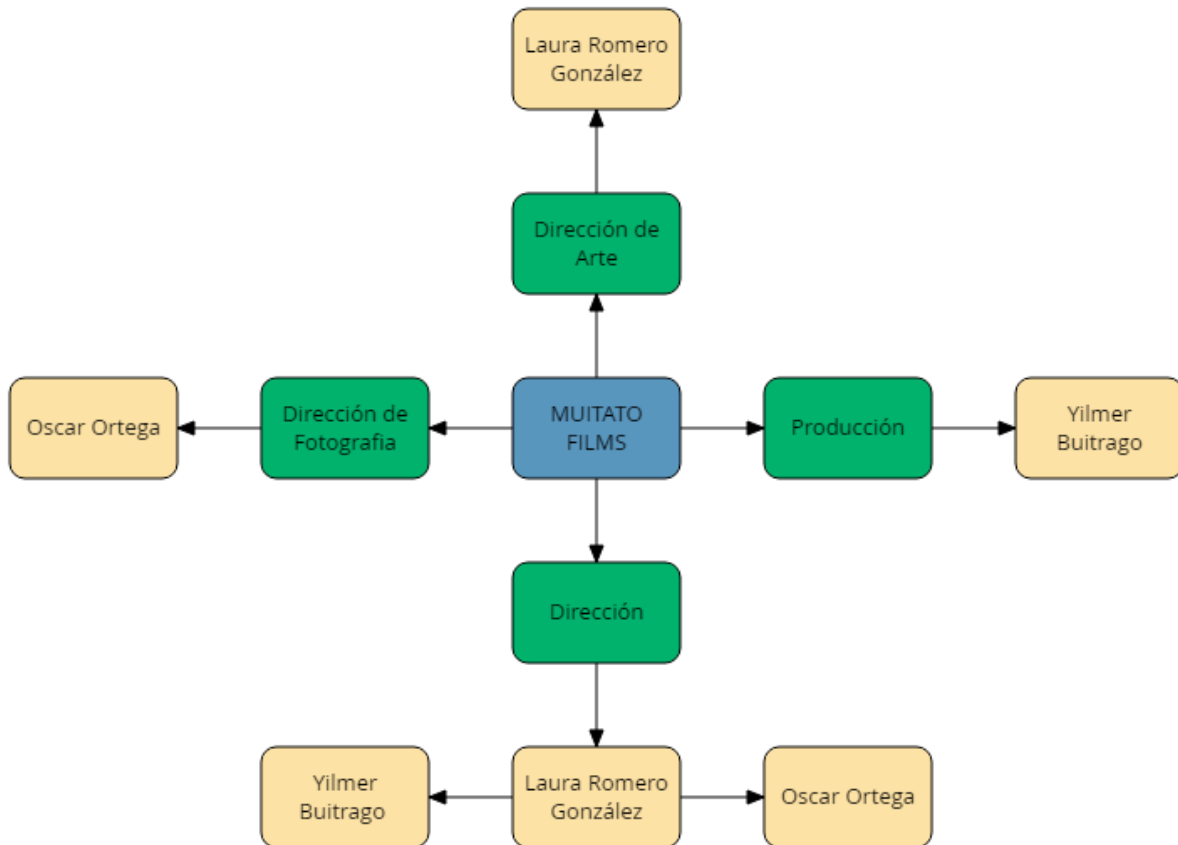 Laura Romero
González
Dirección de
Arte
Oscar Ortega
Dirección de
Fotografia
MUITATO
FILMS
Producción
Yilmer
Buitrago
Dirección
Yilmer
Buitrago
Laura Romero
González
Oscar Ortega